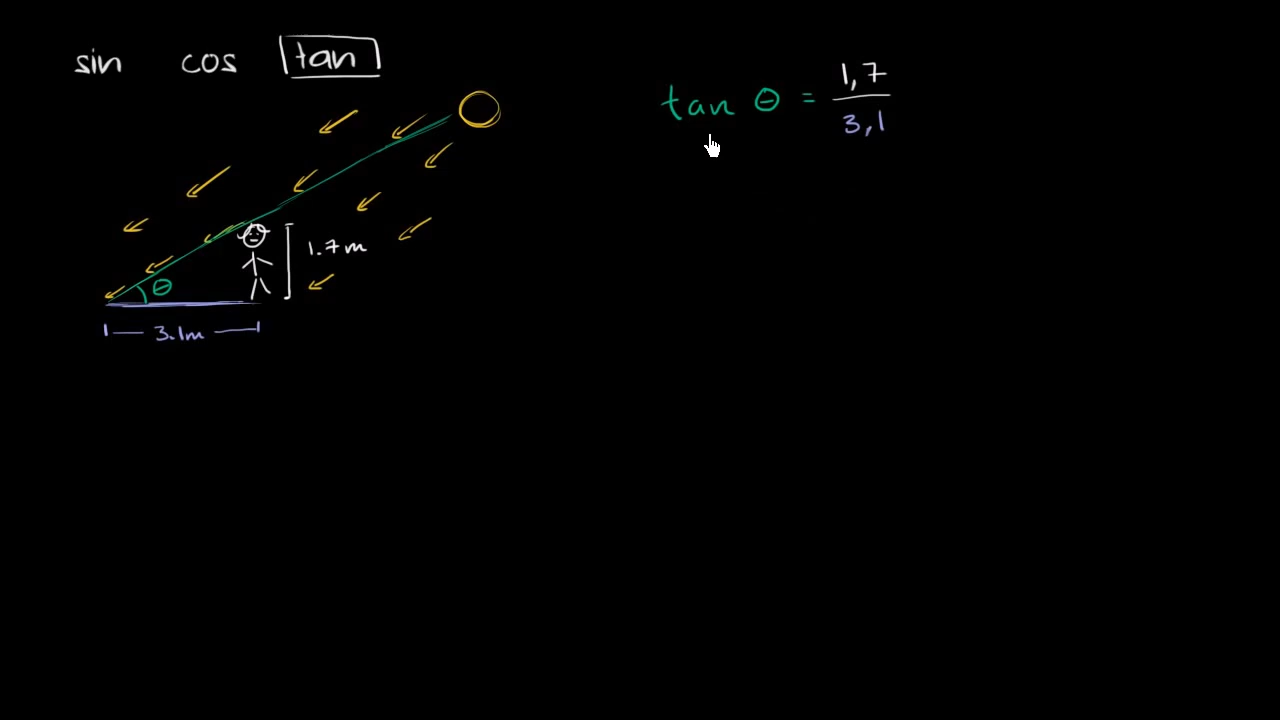 sin cos tan
tan θ = 1,7
3,1
1.7m
θ
3.1m